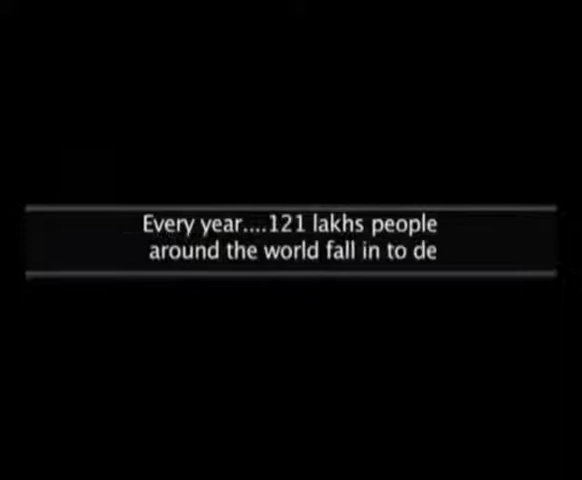 Every year....121 lakhs people
around the world fall in to de